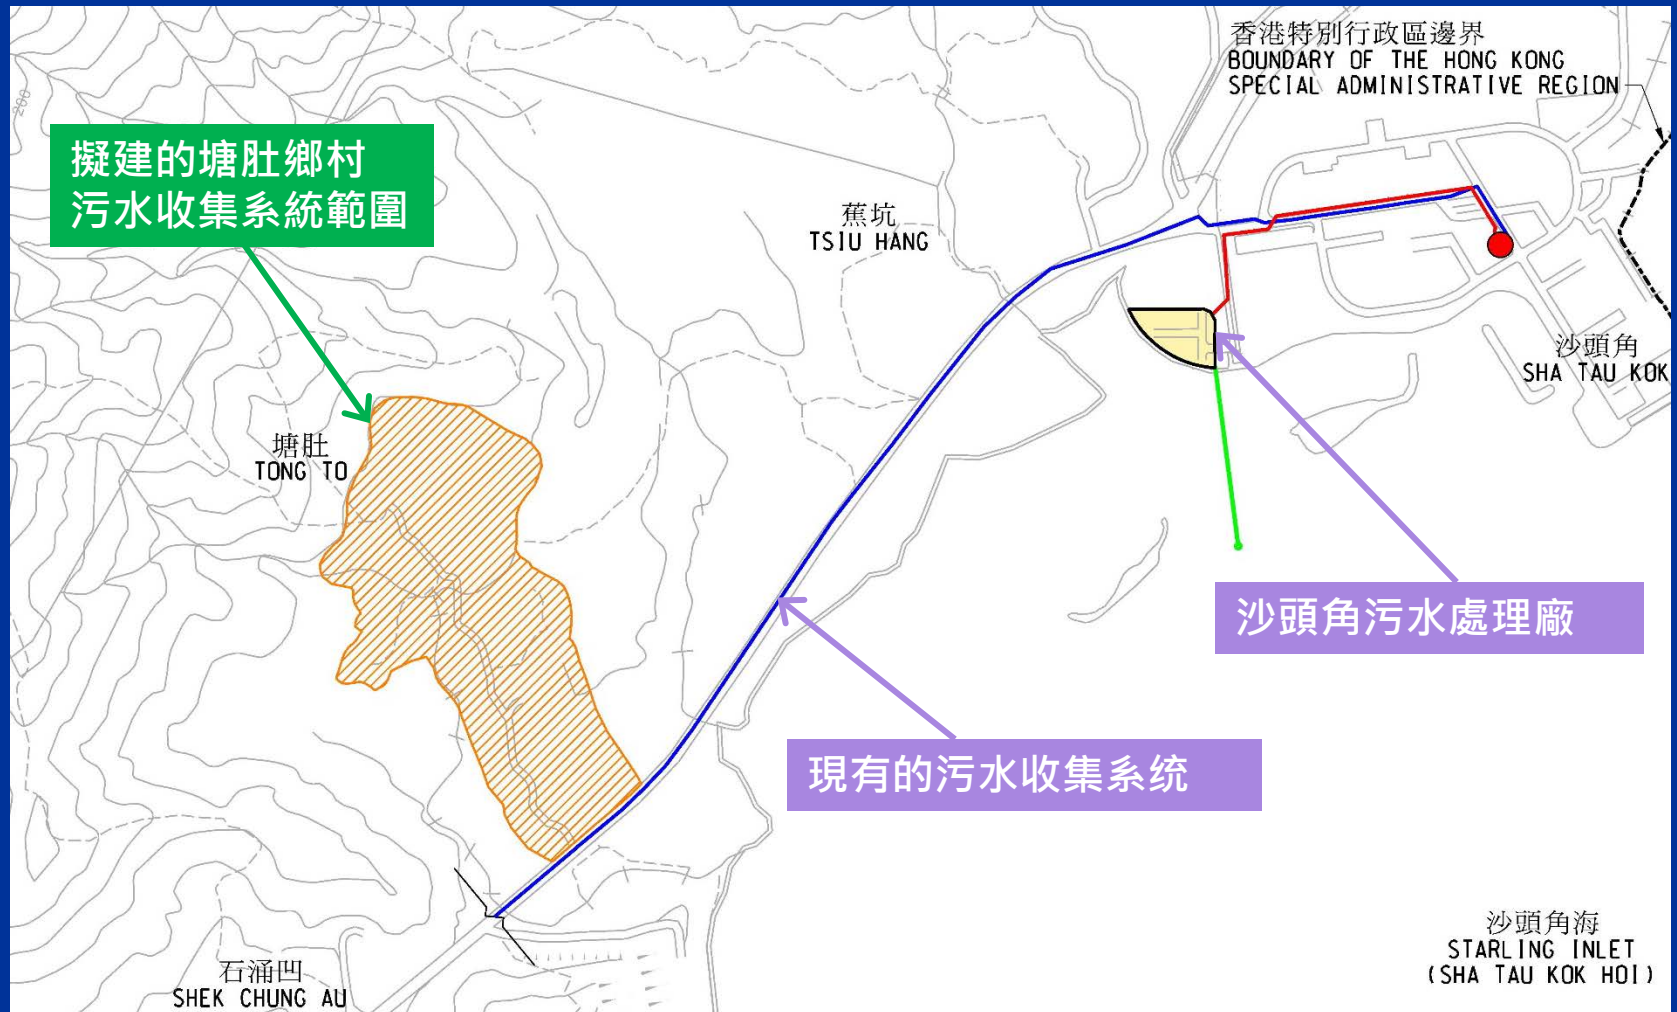 香港特別行政區邊界
BOUNDARY OF THE HONG KONG
SPECIAL ADMINISTRATIVE REGION
200
擬建的塘肚鄉村
污水收集系統範圍
蕉坑
TSIU HANG
沙頭角
SHA TAU KOK
塘肚
TONG TO
沙頭角污水處理廠
現有的污水收集系统
沙頭角海
STARLING INLET
(SHA TAU KOK HOI)
石涌凹
SHEK CHUNG AU